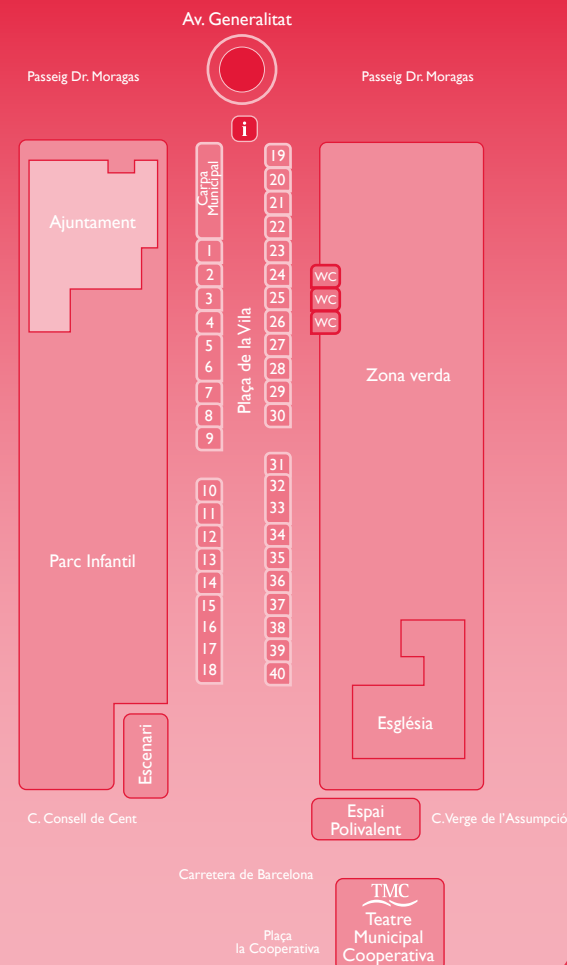 Av. Generalitat
Passeig Dr. Moragas
Passeig Dr. Moragas
i
Carpa
Municipal
Ajuntament
1
2
3
4
5
6
7
8
9
10
11
12
13
14
15
16
17
18
Plaça de la Vila
19
20
21
22
23
24
25
26
27
28
29
30
31
32
33
34
35
36
37
38
39
40
WC
WC
WC
Zona verda
Parc Infantil
Església
Escenari
C. Consell de Cent
Espai
Polivalent
C.Verge de l'Assumpció
Carretera de Barcelona
Plaça
la Cooperativa
TMC
Teatre
Municipal
Cooperativa